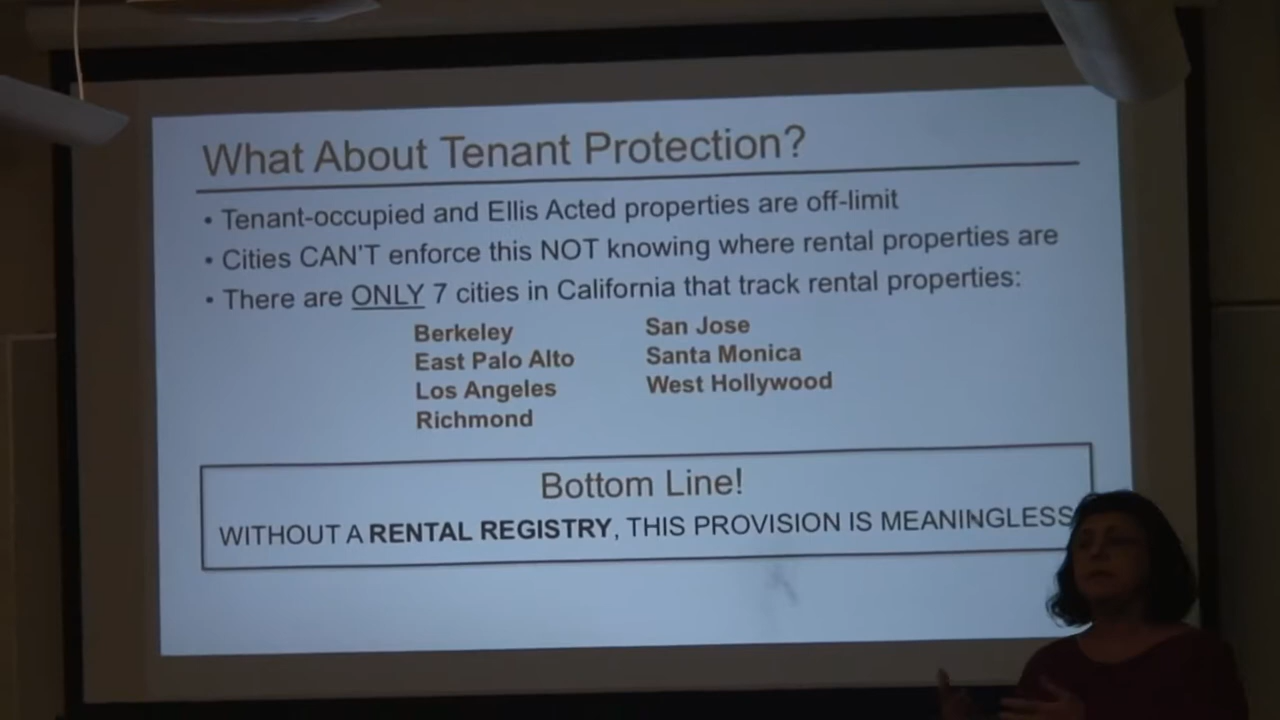 What About Tenant Protection?
• Tenant-occupied and Ellis Acted properties are off-limit
• Cities CAN'T enforce this NOT knowing where rental properties are
• There are ONLY 7 cities in California that track rental properties:
Berkeley
East Palo Alto
Los Angeles
Richmond
San Jose
Santa Monica
West Hollywood
Bottom Line!
WITHOUT A RENTAL REGISTRY, THIS PROVISION IS MEANINGLESS